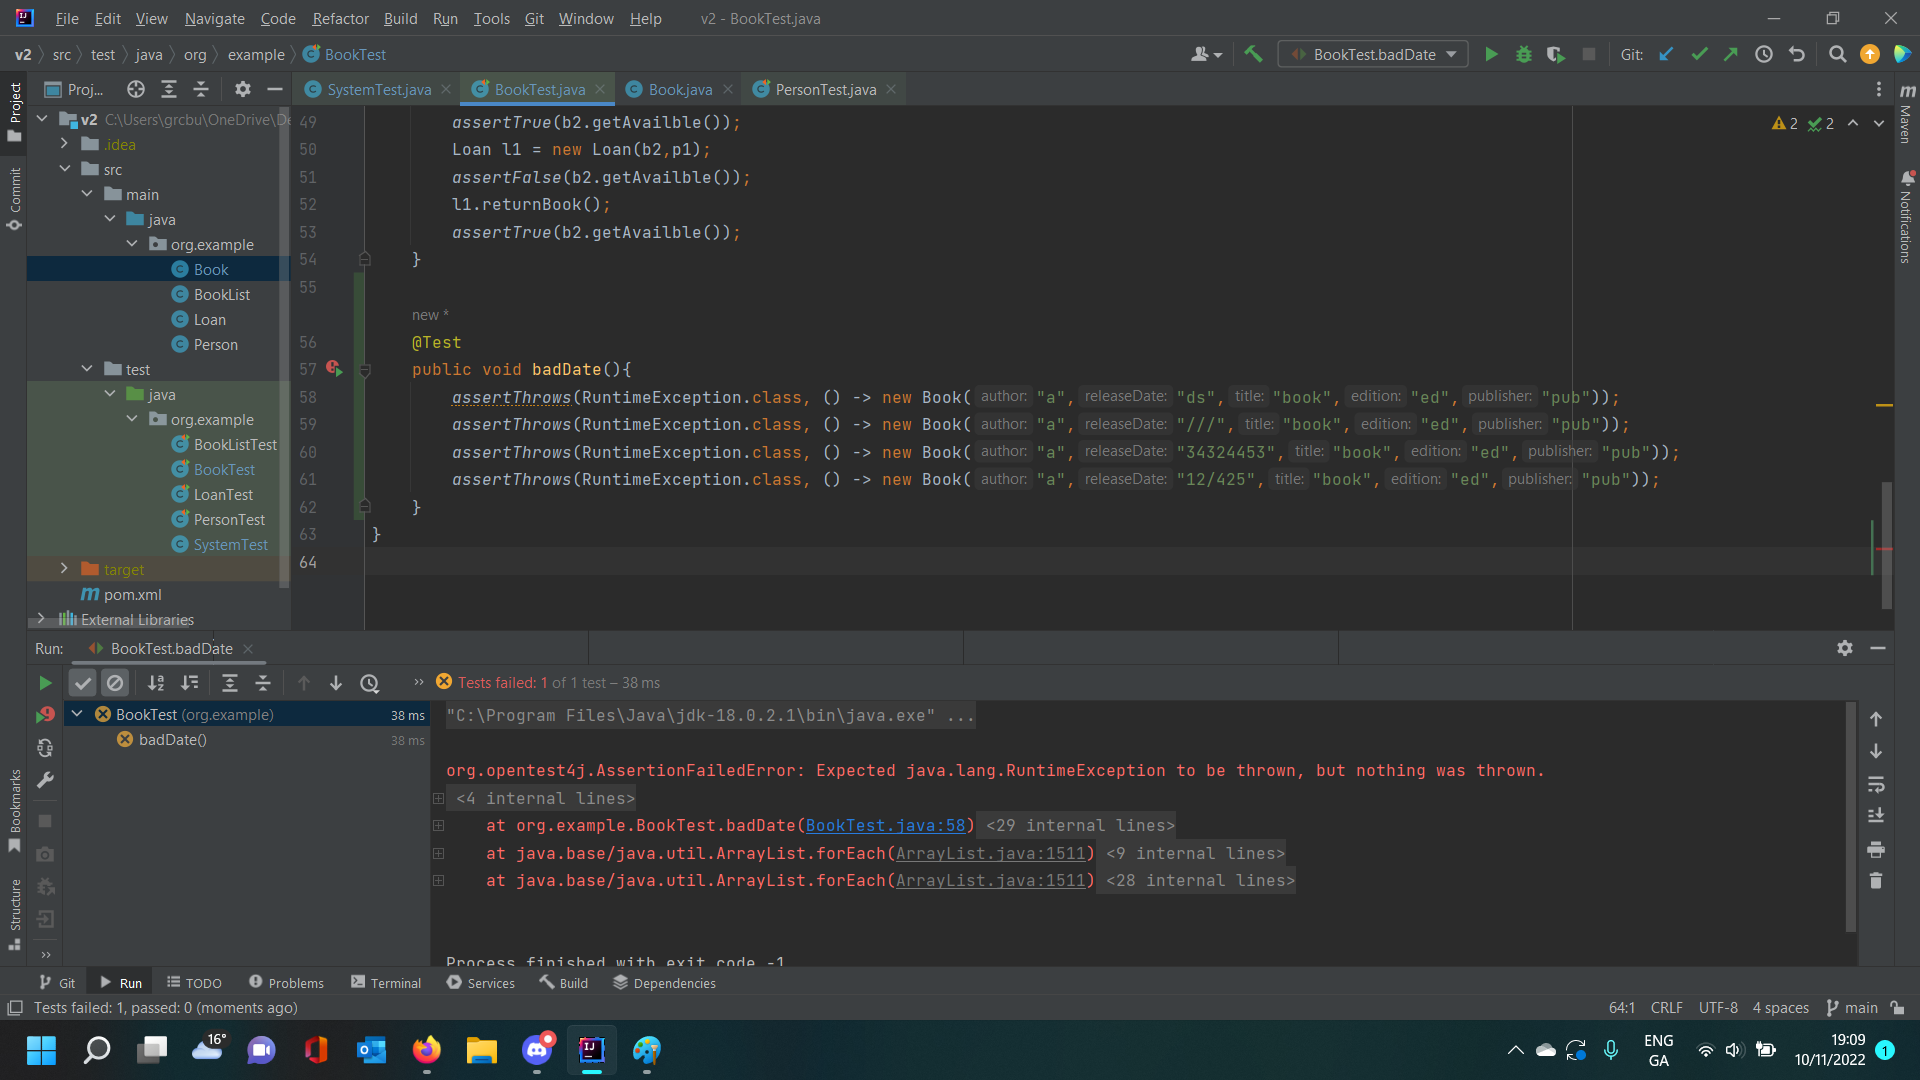 File Edit View Navigate Code Refactor Build Run Tools Git Window Help v2 - BookTest.java
v2 src test java org example BookTest
BookTest.badDate
Git:
Project
Proj...
SystemTest.java
BookTest.java
Book.java
PersonTest.java
v2 C:\Users\grcbu\OneDrive\De
.idea
src
main
java
org.example
Book
BookList
Loan
Person
test
java
org.example
BookListTest
BookTest
LoanTest
PersonTest
SystemTest
target
pom.xml
External Libraries
Commit
Bookmarks
Structure
Maven
Notifications
2 2
49 assertTrue(b2.getAvailble());
50 Loan l1 = new Loan(b2,p1);
51 assertFalse(b2.getAvailble());
52 l1.returnBook();
53 assertTrue(b2.getAvailble());
54 }
55
new *
56 @Test
57 public void badDate(){
58 assertThrows(RuntimeException.class, () -> new Book( author: "a", releaseDate: "ds", title: "book", edition: "ed", publisher: "pub"));
59 assertThrows(RuntimeException.class, () -> new Book( author: "a", releaseDate: "///", title: "book", edition: "ed", publisher: "pub"));
60 assertThrows(RuntimeException.class, () -> new Book( author: "a", releaseDate: "34324453", title: "book", edition: "ed", publisher: "pub"));
61 assertThrows(RuntimeException.class, () -> new Book( author: "a", releaseDate: "12/425", title: "book", edition: "ed", publisher: "pub"));
62 }
63 }
64
Run: BookTest.badDate
Tests failed: 1 of 1 test – 38 ms
BookTest (org.example) 38 ms
badDate() 38 ms
"C:\Program Files\Java\jdk-18.0.2.1\bin\java.exe" ...
org.opentest4j.AssertionFailedError: Expected java.lang.RuntimeException to be thrown, but nothing was thrown.
<4 internal lines>
at org.example.BookTest.badDate(BookTest.java:58) <29 internal lines>
at java.base/java.util.ArrayList.forEach(ArrayList.java:1511) <9 internal lines>
at java.base/java.util.ArrayList.forEach(ArrayList.java:1511) <28 internal lines>
Process finished with exit code -1
Git Run TODO Problems Terminal Services Build Dependencies
Tests failed: 1, passed: 0 (moments ago)
64:1 CRLF UTF-8 4 spaces main
16°
ENG
GA
19:09
10/11/2022
1